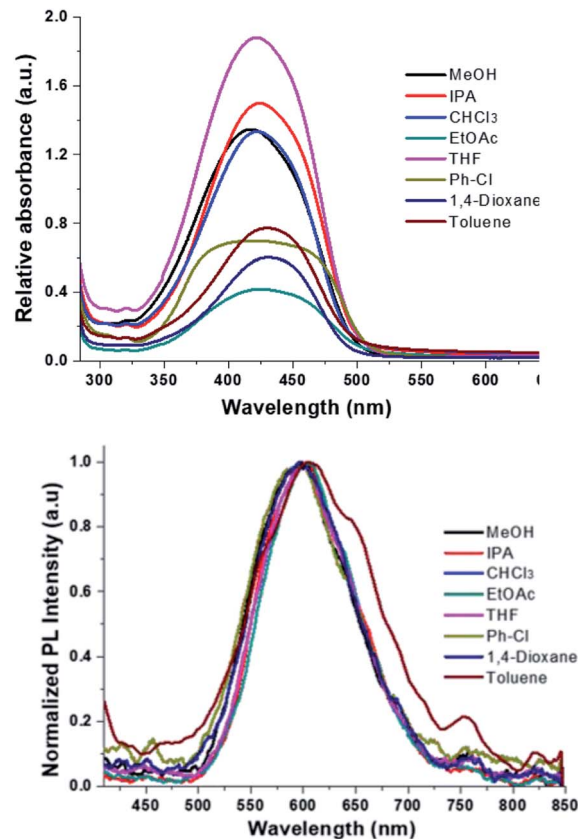 2.0
1.6
1.2
0.8
0.4
0.0
Relative absorbance (a.u.)
MeOH
IPA
CHCl3
EtOAc
THF
Ph-Cl
1,4-Dioxane
Toluene
300 350 400 450 500 550 600
Wavelength (nm)
1.0
0.8
0.6
0.4
0.2
0.0
Normalized PL Intensity (a.u)
MeOH
IPA
CHCl3
EtOAc
THF
Ph-Cl
1,4-Dioxane
Toluene
450 500 550 600 650 700 750 800 850
Wavelength (nm)